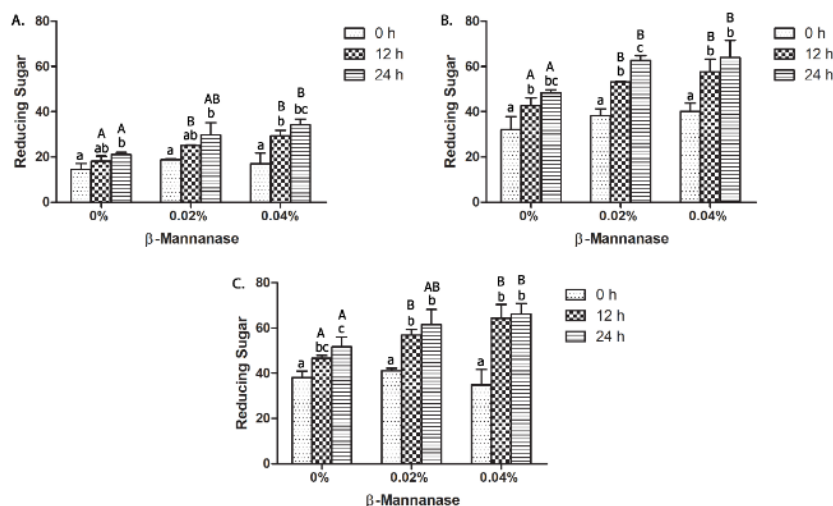 A.
80
60
40
20
0
Reducing Sugar
0 h
12 h
24 h
a
A
ab
A
b
a
B
ab
AB
b
a
B
b
B
bc
0%
0.02%
0.04%
β-Mannanase
B.
80
60
40
20
0
Reducing Sugar
0 h
12 h
24 h
a
A
b
A
bc
a
B
b
B
c
a
B
b
B
b
0%
0.02%
0.04%
β-Mannanase
C.
80
60
40
20
0
Reducing Sugar
0 h
12 h
24 h
a
A
bc
A
c
a
B
b
AB
b
a
B
b
B
b
0%
0.02%
0.04%
β-Mannanase